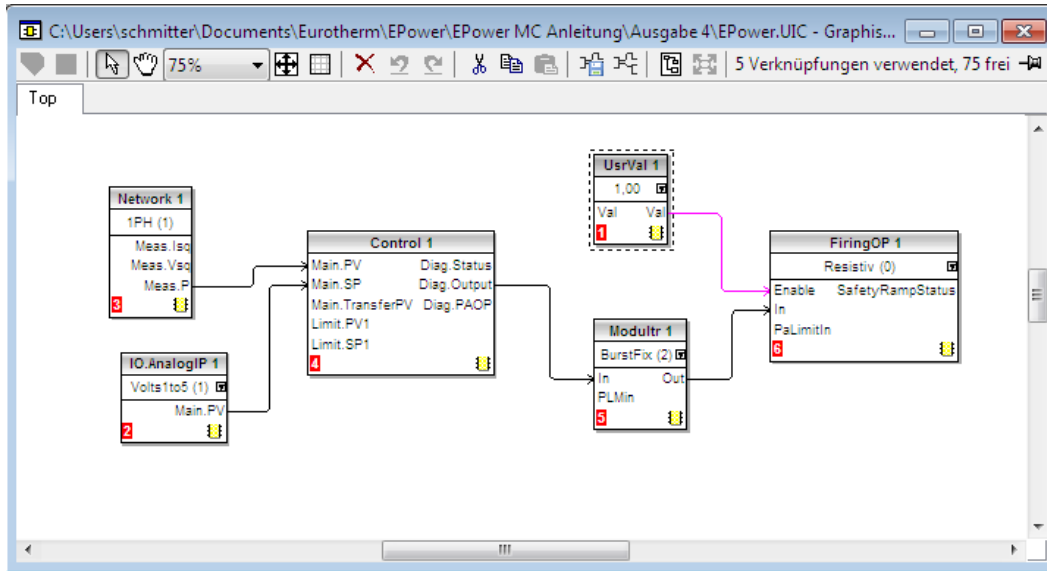 C:\Users\schmitter\Documents\Eurotherm\EPower\EPower MC Anleitung\Ausgabe 4\EPower.UIC - Graphis...
75%
5 Verknüpfungen verwendet, 75 frei
Top
Network 1
1PH (1)
Meas.Isq
Meas.Vsq
Meas.P
3
IO.AnalogIP 1
Volts1to5 (1)
Main.PV
2
Control 1
Main.PV Diag.Status
Main.SP Diag.Output
Main.TransferPV Diag.PAOP
Limit.PV1
Limit.SP1
4
UsrVal 1
1,00
Val Val
1
Modultr 1
BurstFix (2)
In Out
PLMin
5
FiringOP 1
Resistiv (0)
Enable SafetyRampStatus
In
PaLimitIn
6